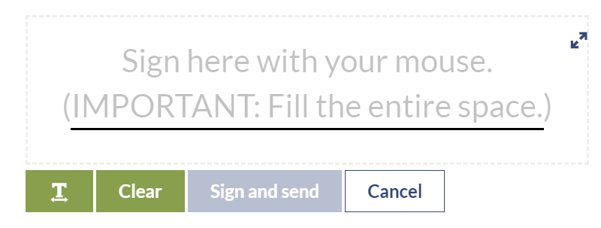 Sign here with your mouse.
(IMPORTANT: Fill the entire space.)
T Clear Sign and send Cancel